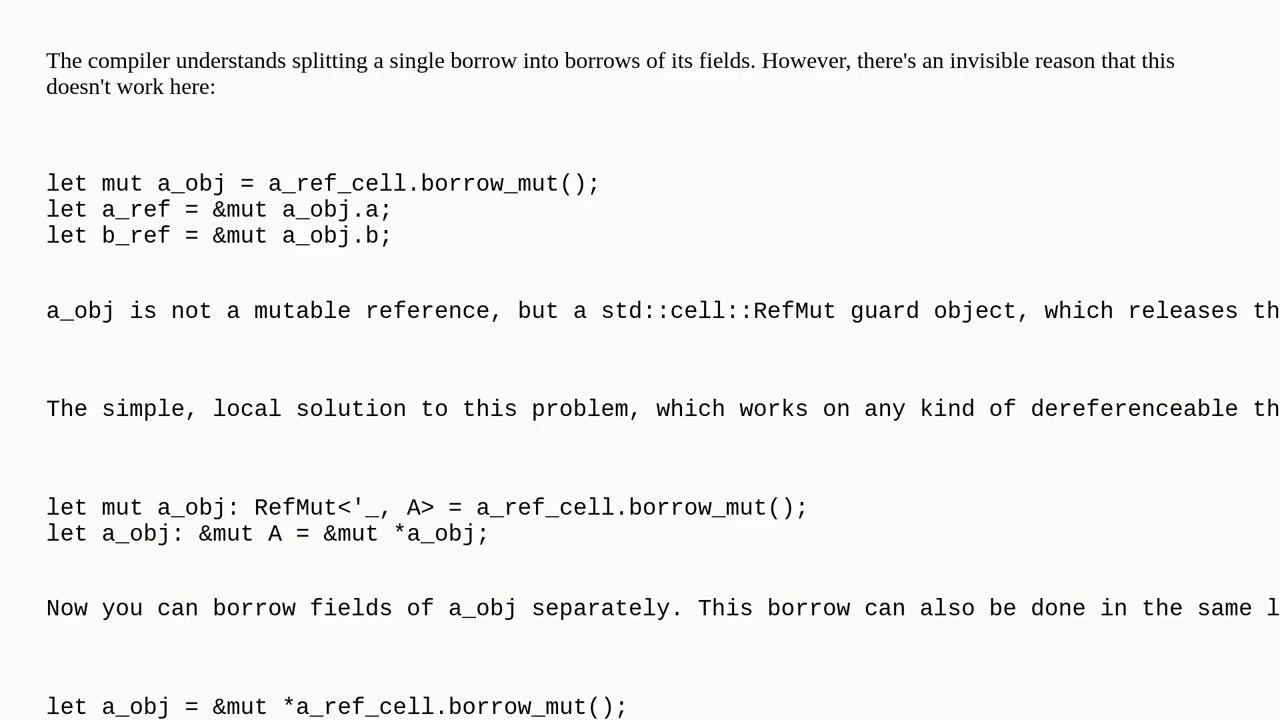 The compiler understands splitting a single borrow into borrows of its fields. However, there's an invisible reason that this
doesn't work here:
let mut a_obj = a_ref_cell.borrow_mut();
let a_ref = &mut a_obj.a;
let b_ref = &mut a_obj.b;
a_obj is not a mutable reference, but a std::cell::RefMut guard object, which releases th
The simple, local solution to this problem, which works on any kind of dereferenceable th
let mut a_obj: RefMut<'_, A> = a_ref_cell.borrow_mut();
let a_obj: &mut A = &mut *a_obj;
Now you can borrow fields of a_obj separately. This borrow can also be done in the same l
let a_obj = &mut *a_ref_cell.borrow_mut();